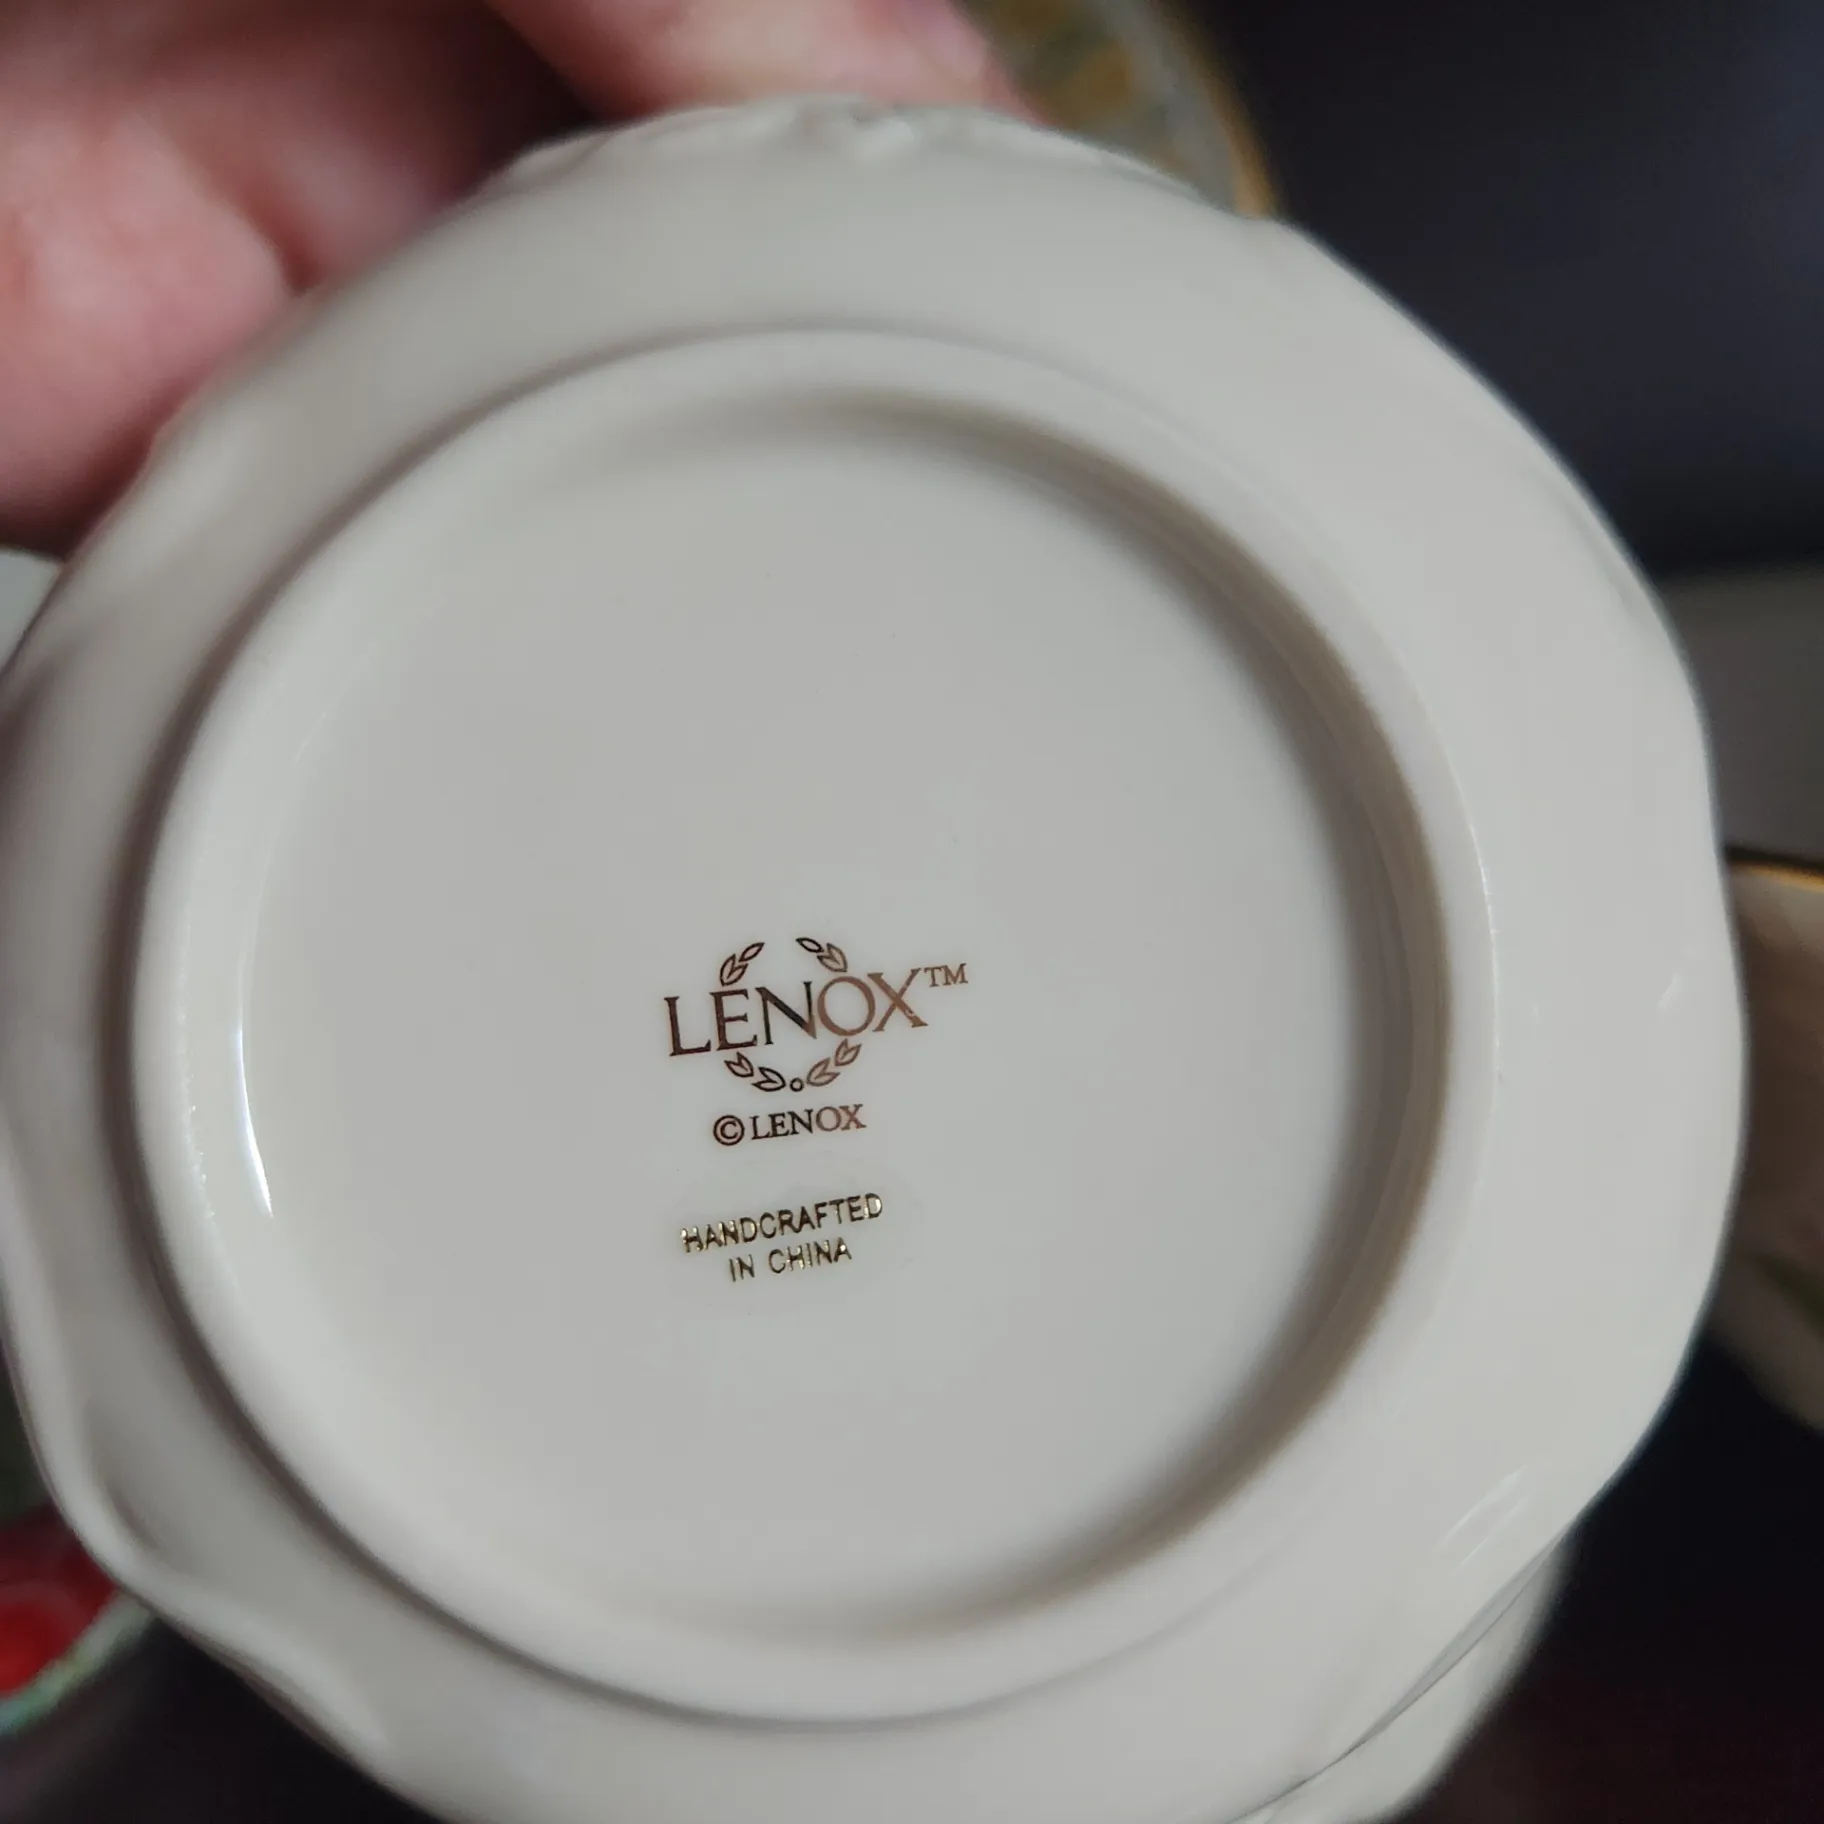 LENOX™
©LENOX
HANDCRAFTED
IN CHINA